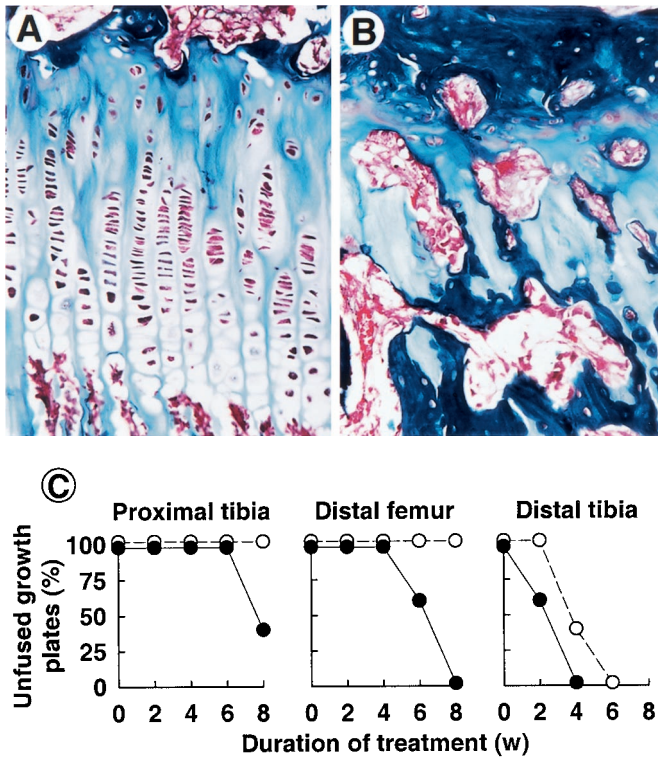 A
B
C
Proximal tibia
Distal femur
Distal tibia
Unfused growth
plates (%)
100
75
50
25
0
0 2 4 6 8
0 2 4 6 8
0 2 4 6 8
Duration of treatment (w)